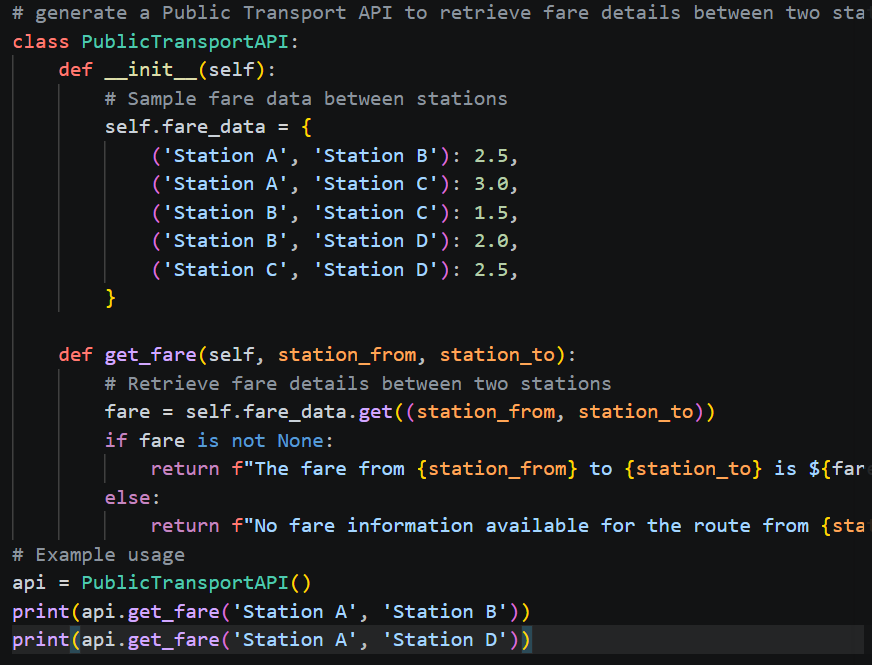 # generate a Public Transport API to retrieve fare details between two
class PublicTransportAPI:
    def __init__(self):
        # Sample fare data between stations
        self.fare_data = {
            ('Station A', 'Station B'): 2.5,
            ('Station A', 'Station C'): 3.0,
            ('Station B', 'Station C'): 1.5,
            ('Station B', 'Station D'): 2.0,
            ('Station C', 'Station D'): 2.5,
        }
    def get_fare(self, station_from, station_to):
        # Retrieve fare details between two stations
        fare = self.fare_data.get((station_from, station_to))
        if fare is not None:
            return f"The fare from {station_from} to {station_to} is ${far
        else:
            return f"No fare information available for the route from {sta
# Example usage
api = PublicTransportAPI()
print(api.get_fare('Station A', 'Station B'))
print(api.get_fare('Station A', 'Station D'))